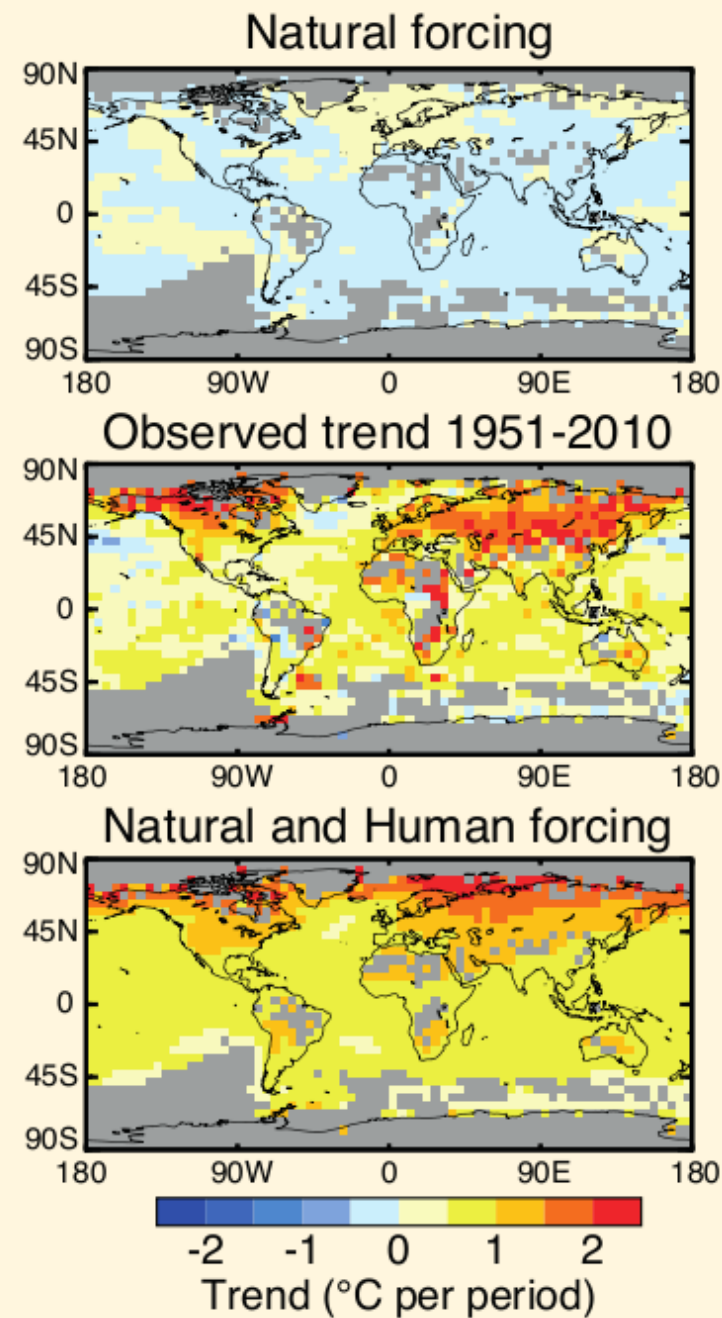 Natural forcing
90N
45N
0
45S
90S
180 90W 0 90E 180
Observed trend 1951-2010
90N
45N
0
45S
90S
180 90W 0 90E 180
Natural and Human forcing
90N
45N
0
45S
90S
180 90W 0 90E 180
-2 -1 0 1 2
Trend (°C per period)